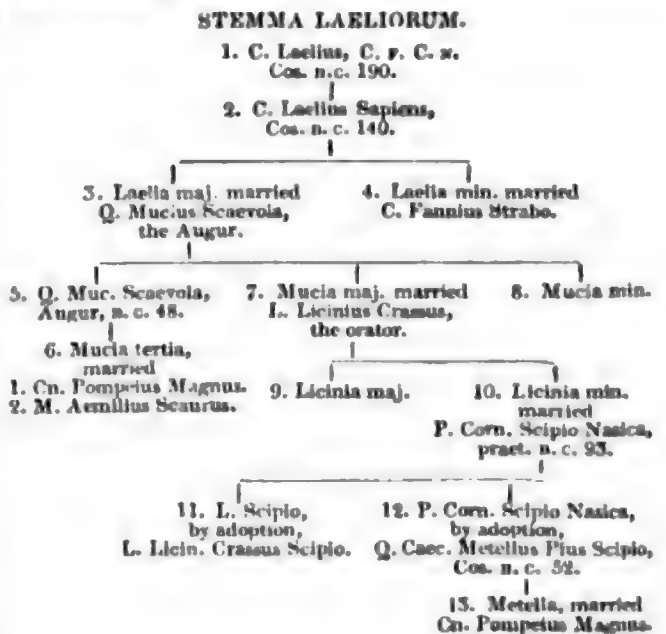 STEMMA LAELIORUM.
1. C. Laelius, C. F. C. N.
Cos. B.C. 190.
2. C. Laelius Sapiens,
Cos. B.C. 140.
3. Laelia maj. married
Q. Mucius Scaevola,
the Augur.
4. Laelia min. married
C. Fannius Strabo.
5. Q. Muc. Scaevola,
Augur, B.C. 48.
7. Mucia maj. married
L. Licinius Crassus,
the orator.
8. Mucia min.
6. Mucia tertia,
married
1. Cn. Pompeius Magnus.
2. M. Aemilius Scaurus.
9. Licinia maj.
10. Licinia min.
married
P. Corn. Scipio Nasica,
praet. B.C. 93.
11. L. Scipio,
by adoption,
L. Licin. Crassus Scipio.
12. P. Corn. Scipio Nasica,
by adoption,
Q. Caec. Metellus Pius Scipio,
Cos. B.C. 52.
13. Metella, married
Cn. Pompeius Magnus.